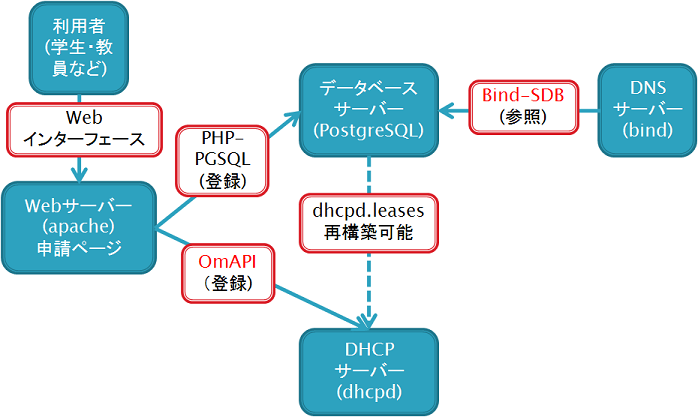 利用者
(学生・教
員など)
Web
インターフェース
Webサーバー
(apache)
申請ページ
PHP-
PGSQL
(登録)
OmAPI
(登録)
データベース
サーバー
(PostgreSQL)
dhcpd.leases
再構築可能
DHCP
サーバー
(dhcpd)
Bind-SDB
(参照)
DNS
サーバー
(bind)